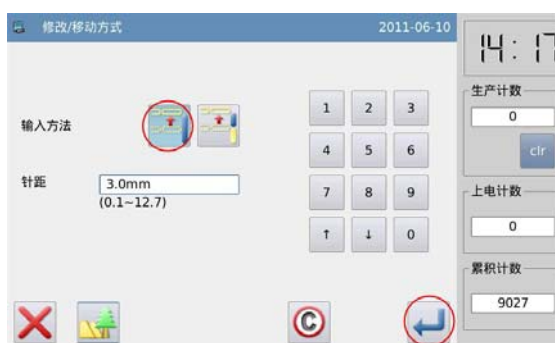 修改/移动方式 2011-06-10
14:17
生产计数
0
clr
输入方法
针距 3.0mm
(0.1~12.7)
1 2 3
4 5 6
7 8 9
↑ ↓ 0
上电计数
0
累积计数
9027
C